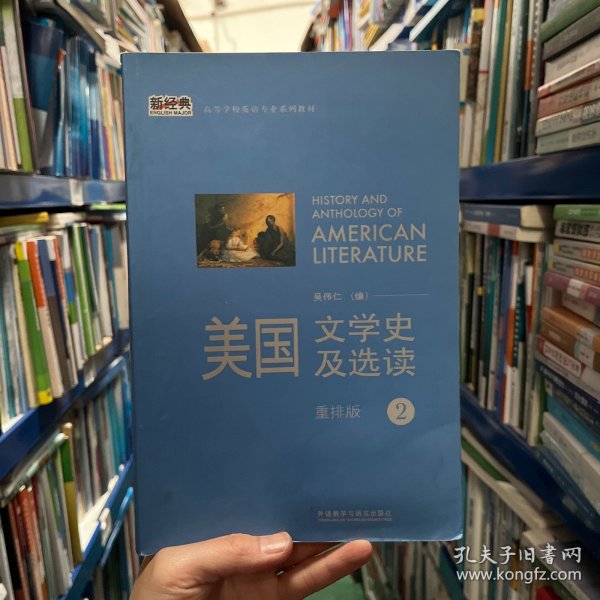 新经典
ENGLISH MAJOR
高等学校英语专业系列教材
HISTORY AND
ANTHOLOGY OF
AMERICAN
LITERATURE
吴伟仁 （编）
美国 文学史
及选读
重排版 2
外语教学与研究出版社
孔夫子旧书网
www.kongfz.com